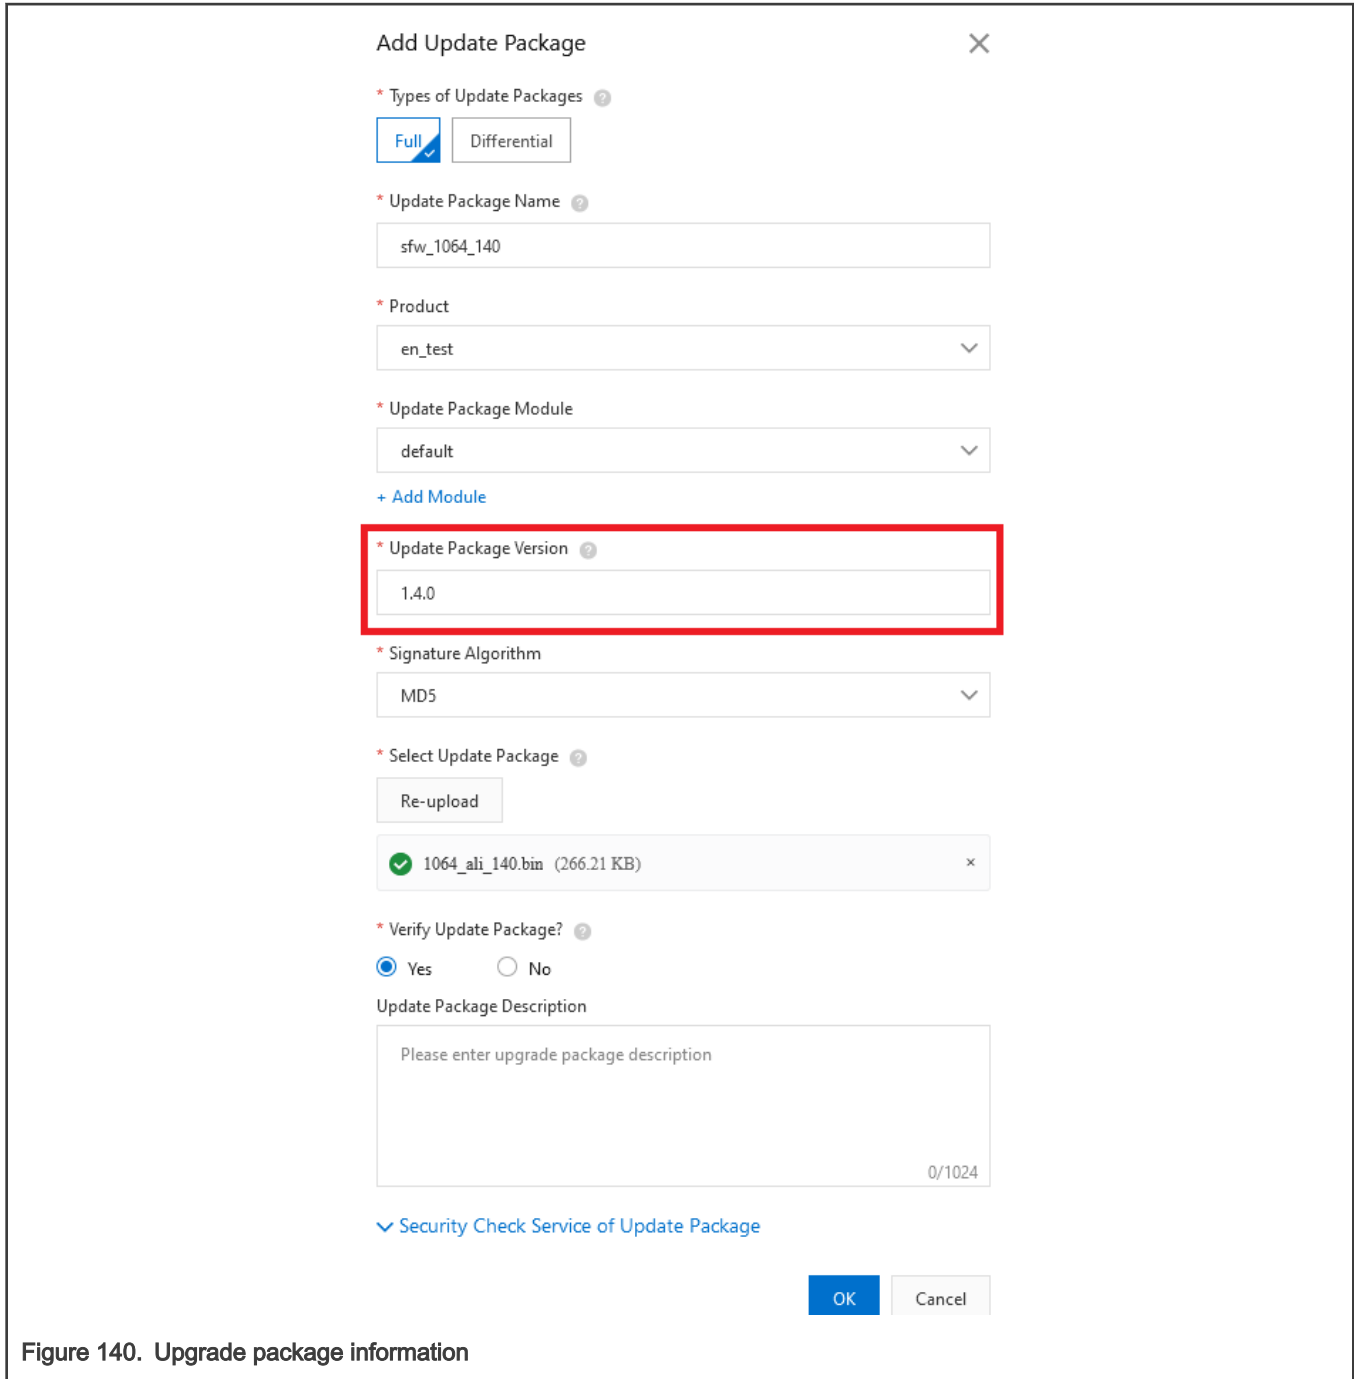 Add Update Package
* Types of Update Packages ?
Full Differential
* Update Package Name ?
sfw_1064_140
* Product
en_test
* Update Package Module
default
+ Add Module
* Update Package Version ?
1.4.0
* Signature Algorithm
MD5
* Select Update Package ?
Re-upload
1064_ali_140.bin (266.21 KB) ×
* Verify Update Package? ?
Yes No
Update Package Description
Please enter upgrade package description
0/1024
Security Check Service of Update Package
OK Cancel
Figure 140. Upgrade package information